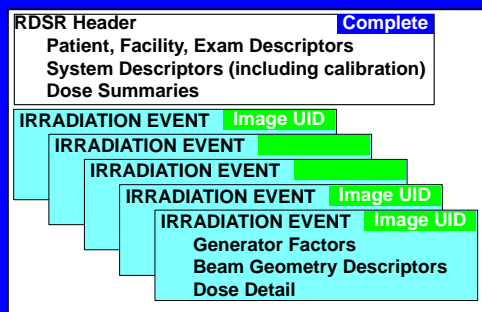 RDSR Header Complete
Patient, Facility, Exam Descriptors
System Descriptors (including calibration)
Dose Summaries
IRRADIATION EVENT Image UID
IRRADIATION EVENT
IRRADIATION EVENT
IRRADIATION EVENT Image UID
IRRADIATION EVENT Image UID
Generator Factors
Beam Geometry Descriptors
Dose Detail